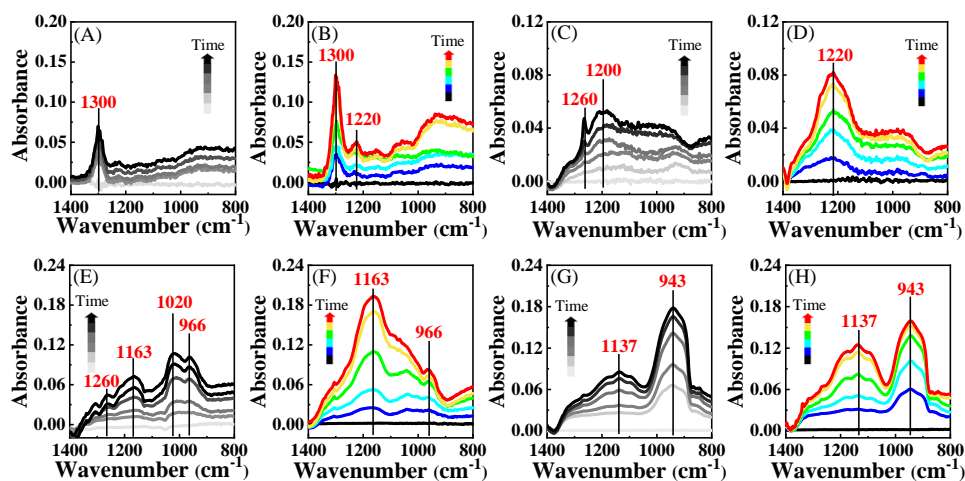 (A)
Time
1300
Absorbance
0.20
0.15
0.10
0.05
0.00
1400 1200 1000 800
Wavenumber (cm-1)
(B)
Time
1300
1220
Absorbance
0.20
0.15
0.10
0.05
0.00
1400 1200 1000 800
Wavenumber (cm-1)
(C)
Time
1200
1260
Absorbance
0.12
0.08
0.04
0.00
1400 1200 1000 800
Wavenumber (cm-1)
(D)
Time
1220
Absorbance
0.12
0.08
0.04
0.00
1400 1200 1000 800
Wavenumber (cm-1)
(E)
Time
1020
1163
966
1260
Absorbance
0.24
0.18
0.12
0.06
0.00
1400 1200 1000 800
Wavenumber (cm-1)
(F)
1163
Time
966
Absorbance
0.24
0.18
0.12
0.06
0.00
1400 1200 1000 800
Wavenumber (cm-1)
(G)
943
Time
1137
Absorbance
0.24
0.18
0.12
0.06
0.00
1400 1200 1000 800
Wavenumber (cm-1)
(H)
943
Time
1137
Absorbance
0.24
0.18
0.12
0.06
0.00
1400 1200 1000 800
Wavenumber (cm-1)